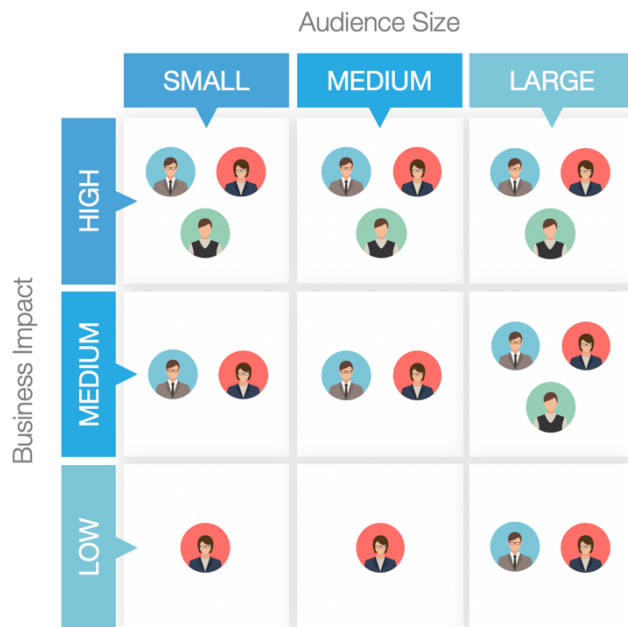 Audience Size
SMALL
MEDIUM
LARGE
Business Impact
HIGH
MEDIUM
LOW